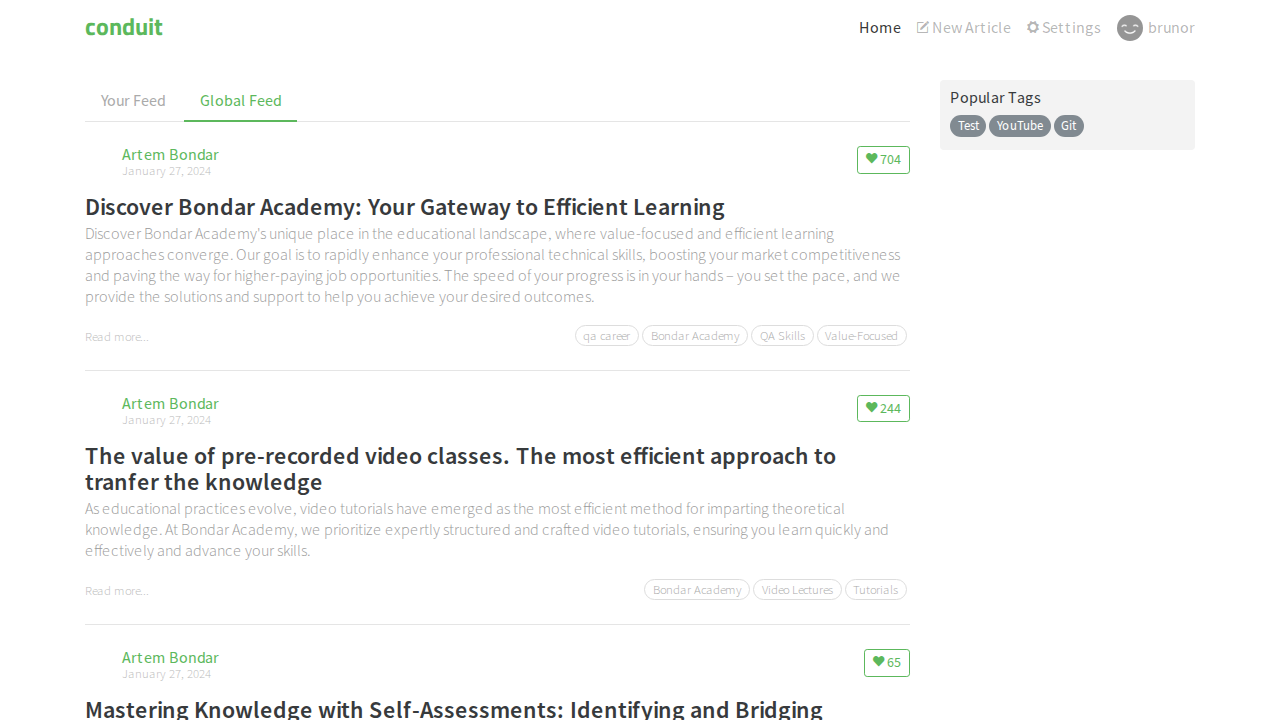 conduit
Home New Article Settings brunor
Your Feed Global Feed
Popular Tags
Test YouTube Git
Artem Bondar
January 27, 2024
704
Discover Bondar Academy: Your Gateway to Efficient Learning
Discover Bondar Academy's unique place in the educational landscape, where value-focused and efficient learning
approaches converge. Our goal is to rapidly enhance your professional technical skills, boosting your market competitiveness
and paving the way for higher-paying job opportunities. The speed of your progress is in your hands – you set the pace, and we
provide the solutions and support to help you achieve your desired outcomes.
Read more... qa career Bondar Academy QA Skills Value-Focused
Artem Bondar
January 27, 2024
244
The value of pre-recorded video classes. The most efficient approach to
tranfer the knowledge
As educational practices evolve, video tutorials have emerged as the most efficient method for imparting theoretical
knowledge. At Bondar Academy, we prioritize expertly structured and crafted video tutorials, ensuring you learn quickly and
effectively and advance your skills.
Read more... Bondar Academy Video Lectures Tutorials
Artem Bondar
January 27, 2024
65
Mastering Knowledge with Self-Assessments: Identifying and Bridging